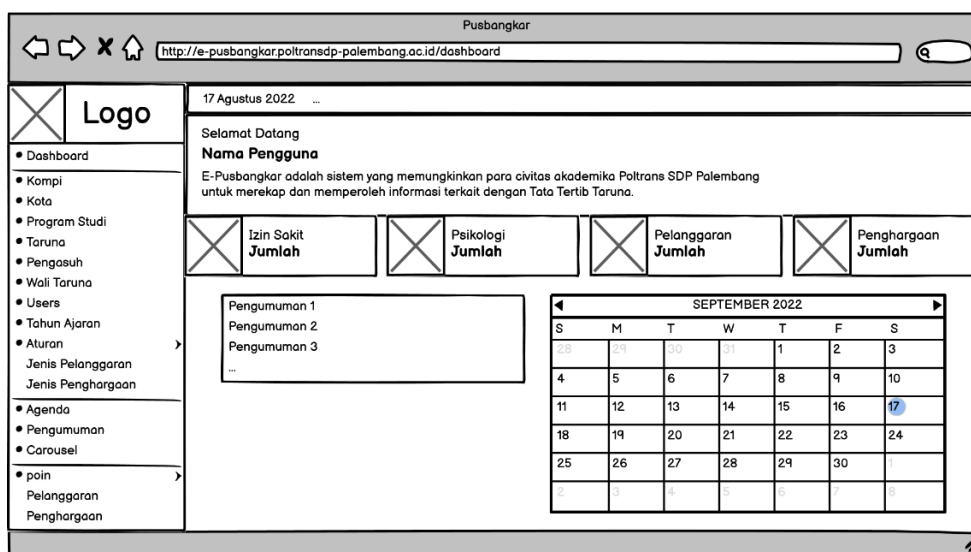 Pusbangkar
http://e-pusbangkar.poltransdp-palembang.ac.id/dashboard
Logo
17 Agustus 2022 ...
Selamat Datang
Nama Pengguna
E-Pusbangkar adalah sistem yang memungkinkan para civitas akademika Poltrans SDP Palembang
untuk merekap dan memperoleh informasi terkait dengan Tata Tertib Taruna.
Dashboard
Kompi
Kota
Program Studi
Taruna
Pengasuh
Wali Taruna
Users
Tahun Ajaran
Aturan
Jenis Pelanggaran
Jenis Penghargaan
Agenda
Pengumuman
Carousel
poin
Pelanggaran
Penghargaan
Izin Sakit
Jumlah
Psikologi
Jumlah
Pelanggaran
Jumlah
Penghargaan
Jumlah
Pengumuman 1
Pengumuman 2
Pengumuman 3
...
SEPTEMBER 2022
S M T W T F S
28 29 30 31 1 2 3
4 5 6 7 8 9 10
11 12 13 14 15 16 17
18 19 20 21 22 23 24
25 26 27 28 29 30 1
2 3 4 5 6 7 8